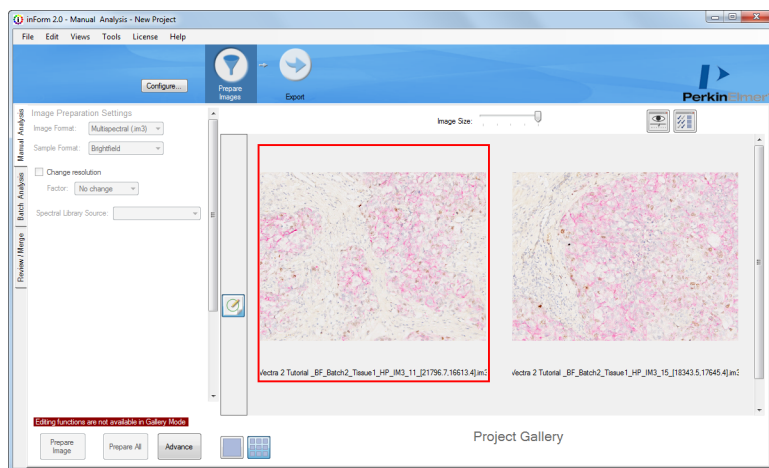 inForm 2.0 - Manual Analysis - New Project
File Edit Views Tools License Help
Configure...
Prepare Images
Export
PerkinElmer
Manual Analysis
Batch Analysis
Review / Merge
Image Preparation Settings
Image Format: Multispectral (.im3)
Sample Format: Brightfield
Change resolution
Factor: No change
Spectral Library Source:
Image Size:
Vectra 2 Tutorial _BF_Batch2_Tissue1_HP_IM3_11_[21796.7,16613.4].im3
Vectra 2 Tutorial _BF_Batch2_Tissue1_HP_IM3_15_[18343.5,17645.4].im3
Editing functions are not available in Gallery Mode
Prepare Image
Prepare All
Advance
Project Gallery